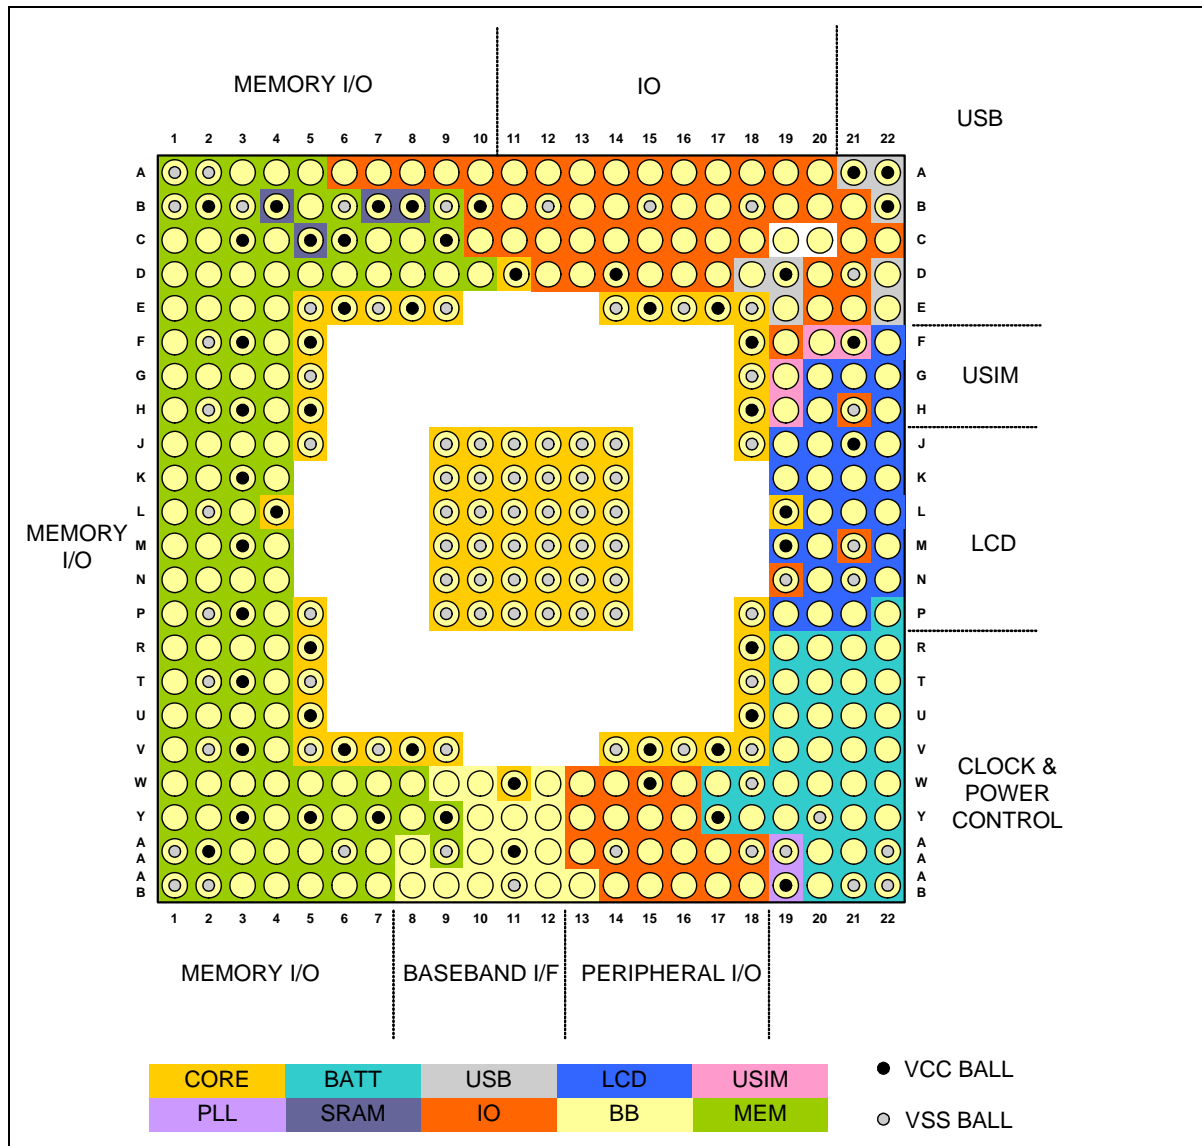 MEMORY I/O IO
USB
1 2 3 4 5 6 7 8 9 10 11 12 13 14 15 16 17 18 19 20 21 22
A A
B B
C C
D D
E E
F F
USIM
G G
H H
J J
K K
L L
MEMORY
I/O
LCD
M M
N N
P P
R R
T T
U U
V V
CLOCK &
POWER
CONTROL
W W
Y Y
A A
A A
A A
B B
1 2 3 4 5 6 7 8 9 10 11 12 13 14 15 16 17 18 19 20 21 22
MEMORY I/O BASEBAND I/F PERIPHERAL I/O
CORE BATT USB LCD USIM VCC BALL
PLL SRAM IO BB MEM VSS BALL